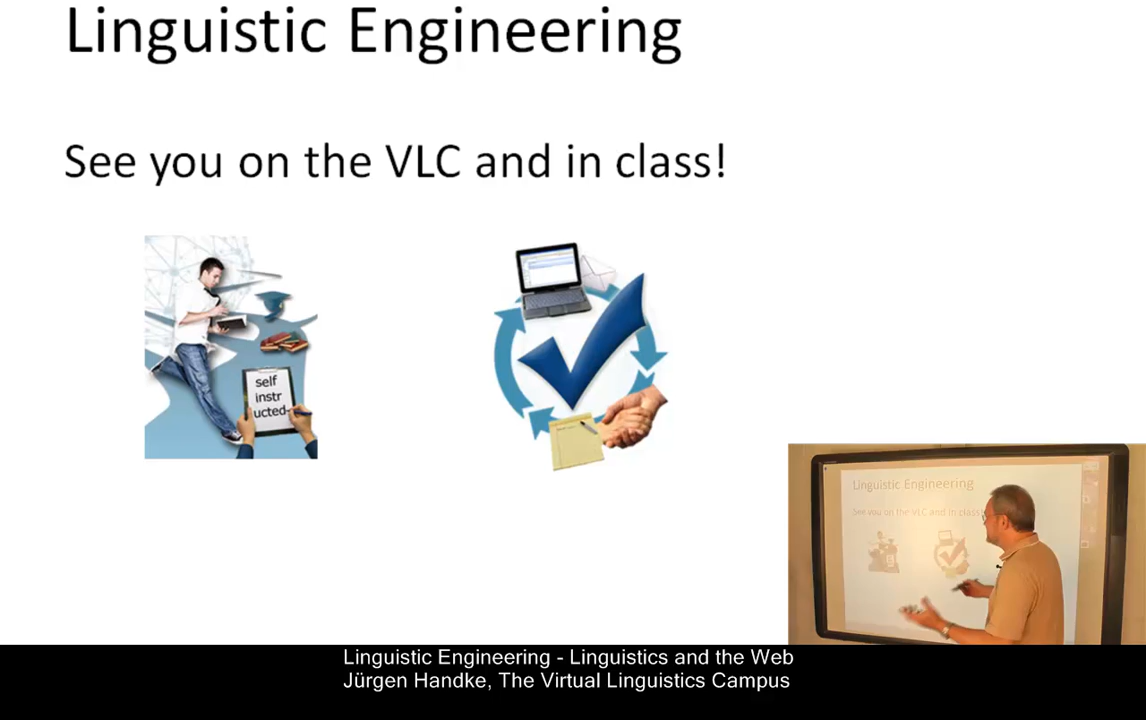 Linguistic Engineering
See you on the VLC and in class!
self
instr
ucted-
Linguistic Engineering
See you on the VLC and in class!
Linguistic Engineering - Linguistics and the Web
Jürgen Handke, The Virtual Linguistics Campus